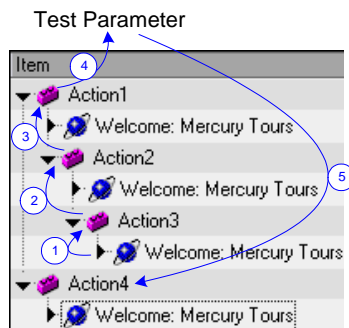 Test Parameter
Item
4
Action1
Welcome: Mercury Tours
3
Action2
Welcome: Mercury Tours
5
2
Action3
1
Welcome: Mercury Tours
Action4
Welcome: Mercury Tours